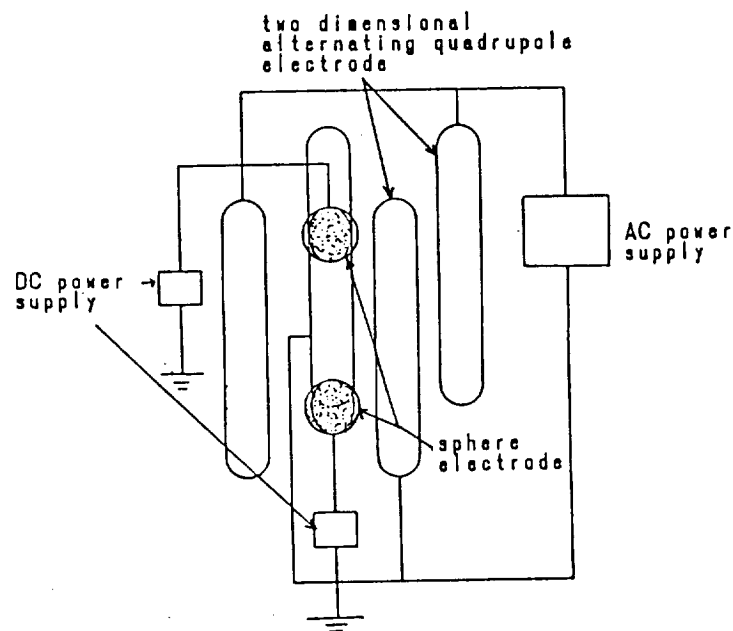 two dimensional
alternating quadrupole
electrode
AC power
supply
DC power
supply
sphere
electrode